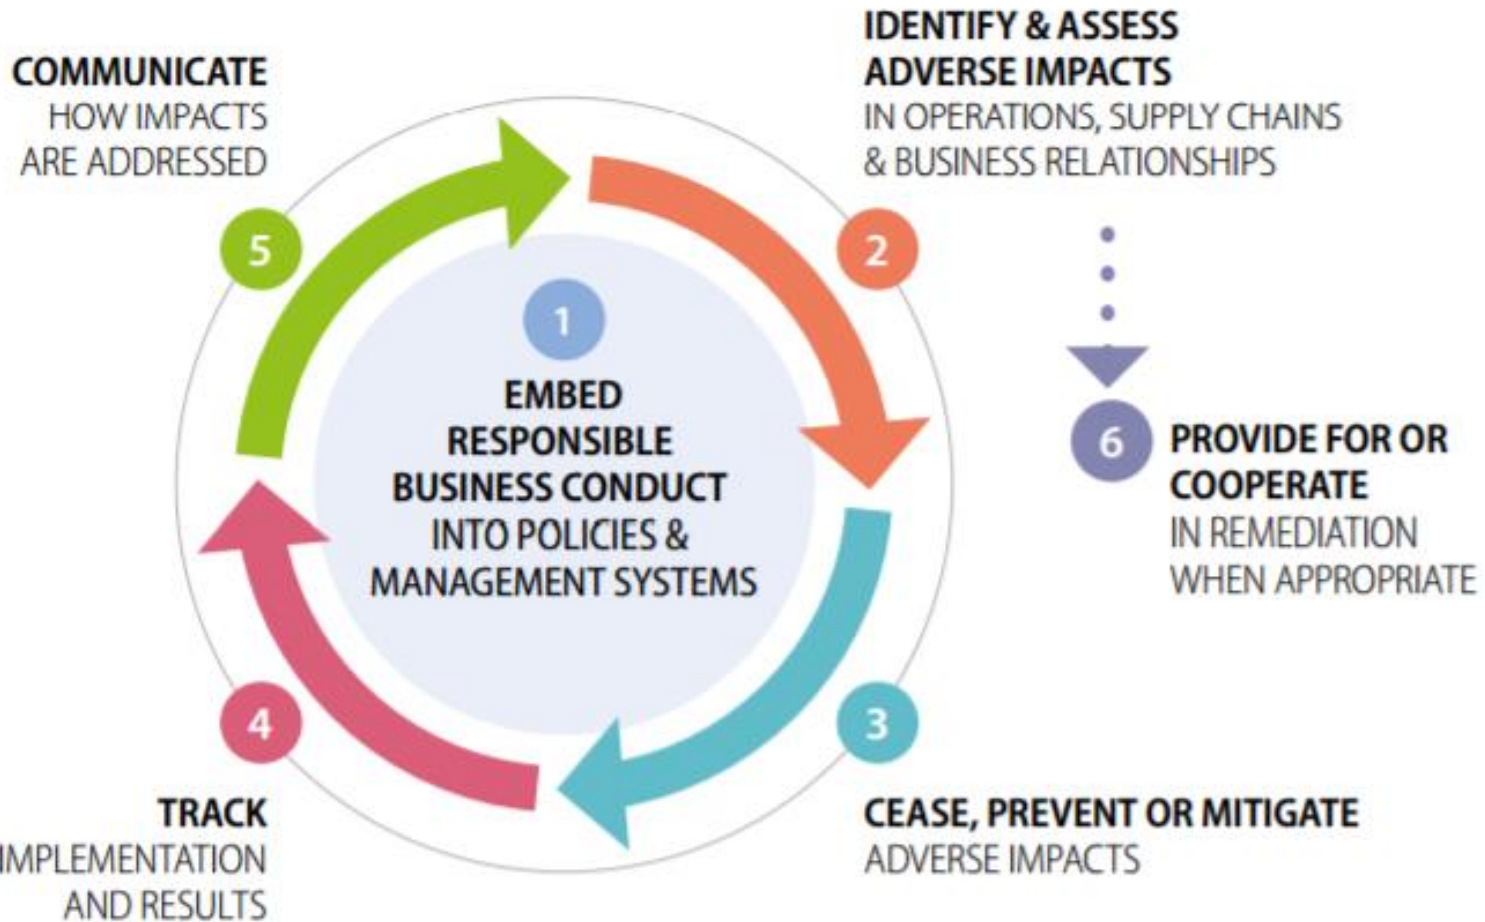 1
EMBED
RESPONSIBLE
BUSINESS CONDUCT
INTO POLICIES &
MANAGEMENT SYSTEMS
2
IDENTIFY & ASSESS
ADVERSE IMPACTS
IN OPERATIONS, SUPPLY CHAINS
& BUSINESS RELATIONSHIPS
3
CEASE, PREVENT OR MITIGATE
ADVERSE IMPACTS
4
TRACK
IMPLEMENTATION
AND RESULTS
5
COMMUNICATE
HOW IMPACTS
ARE ADDRESSED
6
PROVIDE FOR OR
COOPERATE
IN REMEDIATION
WHEN APPROPRIATE